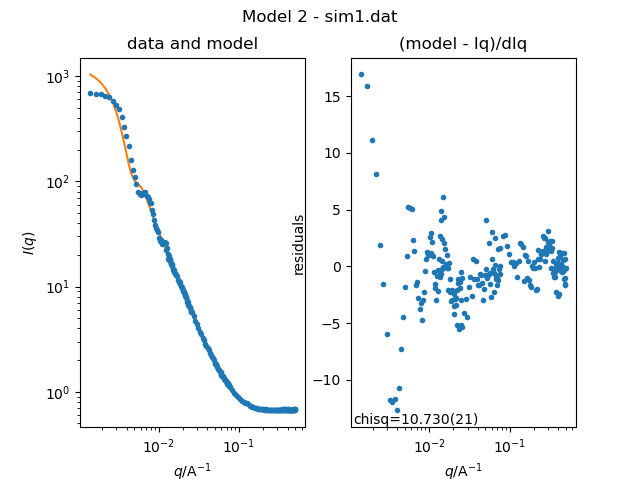 Model 2 - sim1.dat
data and model
(model - Iq)/dIq
10³
10²
10¹
10⁰
I(q)
10⁻²
10⁻¹
q/A⁻¹
15
10
5
0
−5
−10
residuals
chisq=10.730(21)
10⁻²
10⁻¹
q/A⁻¹